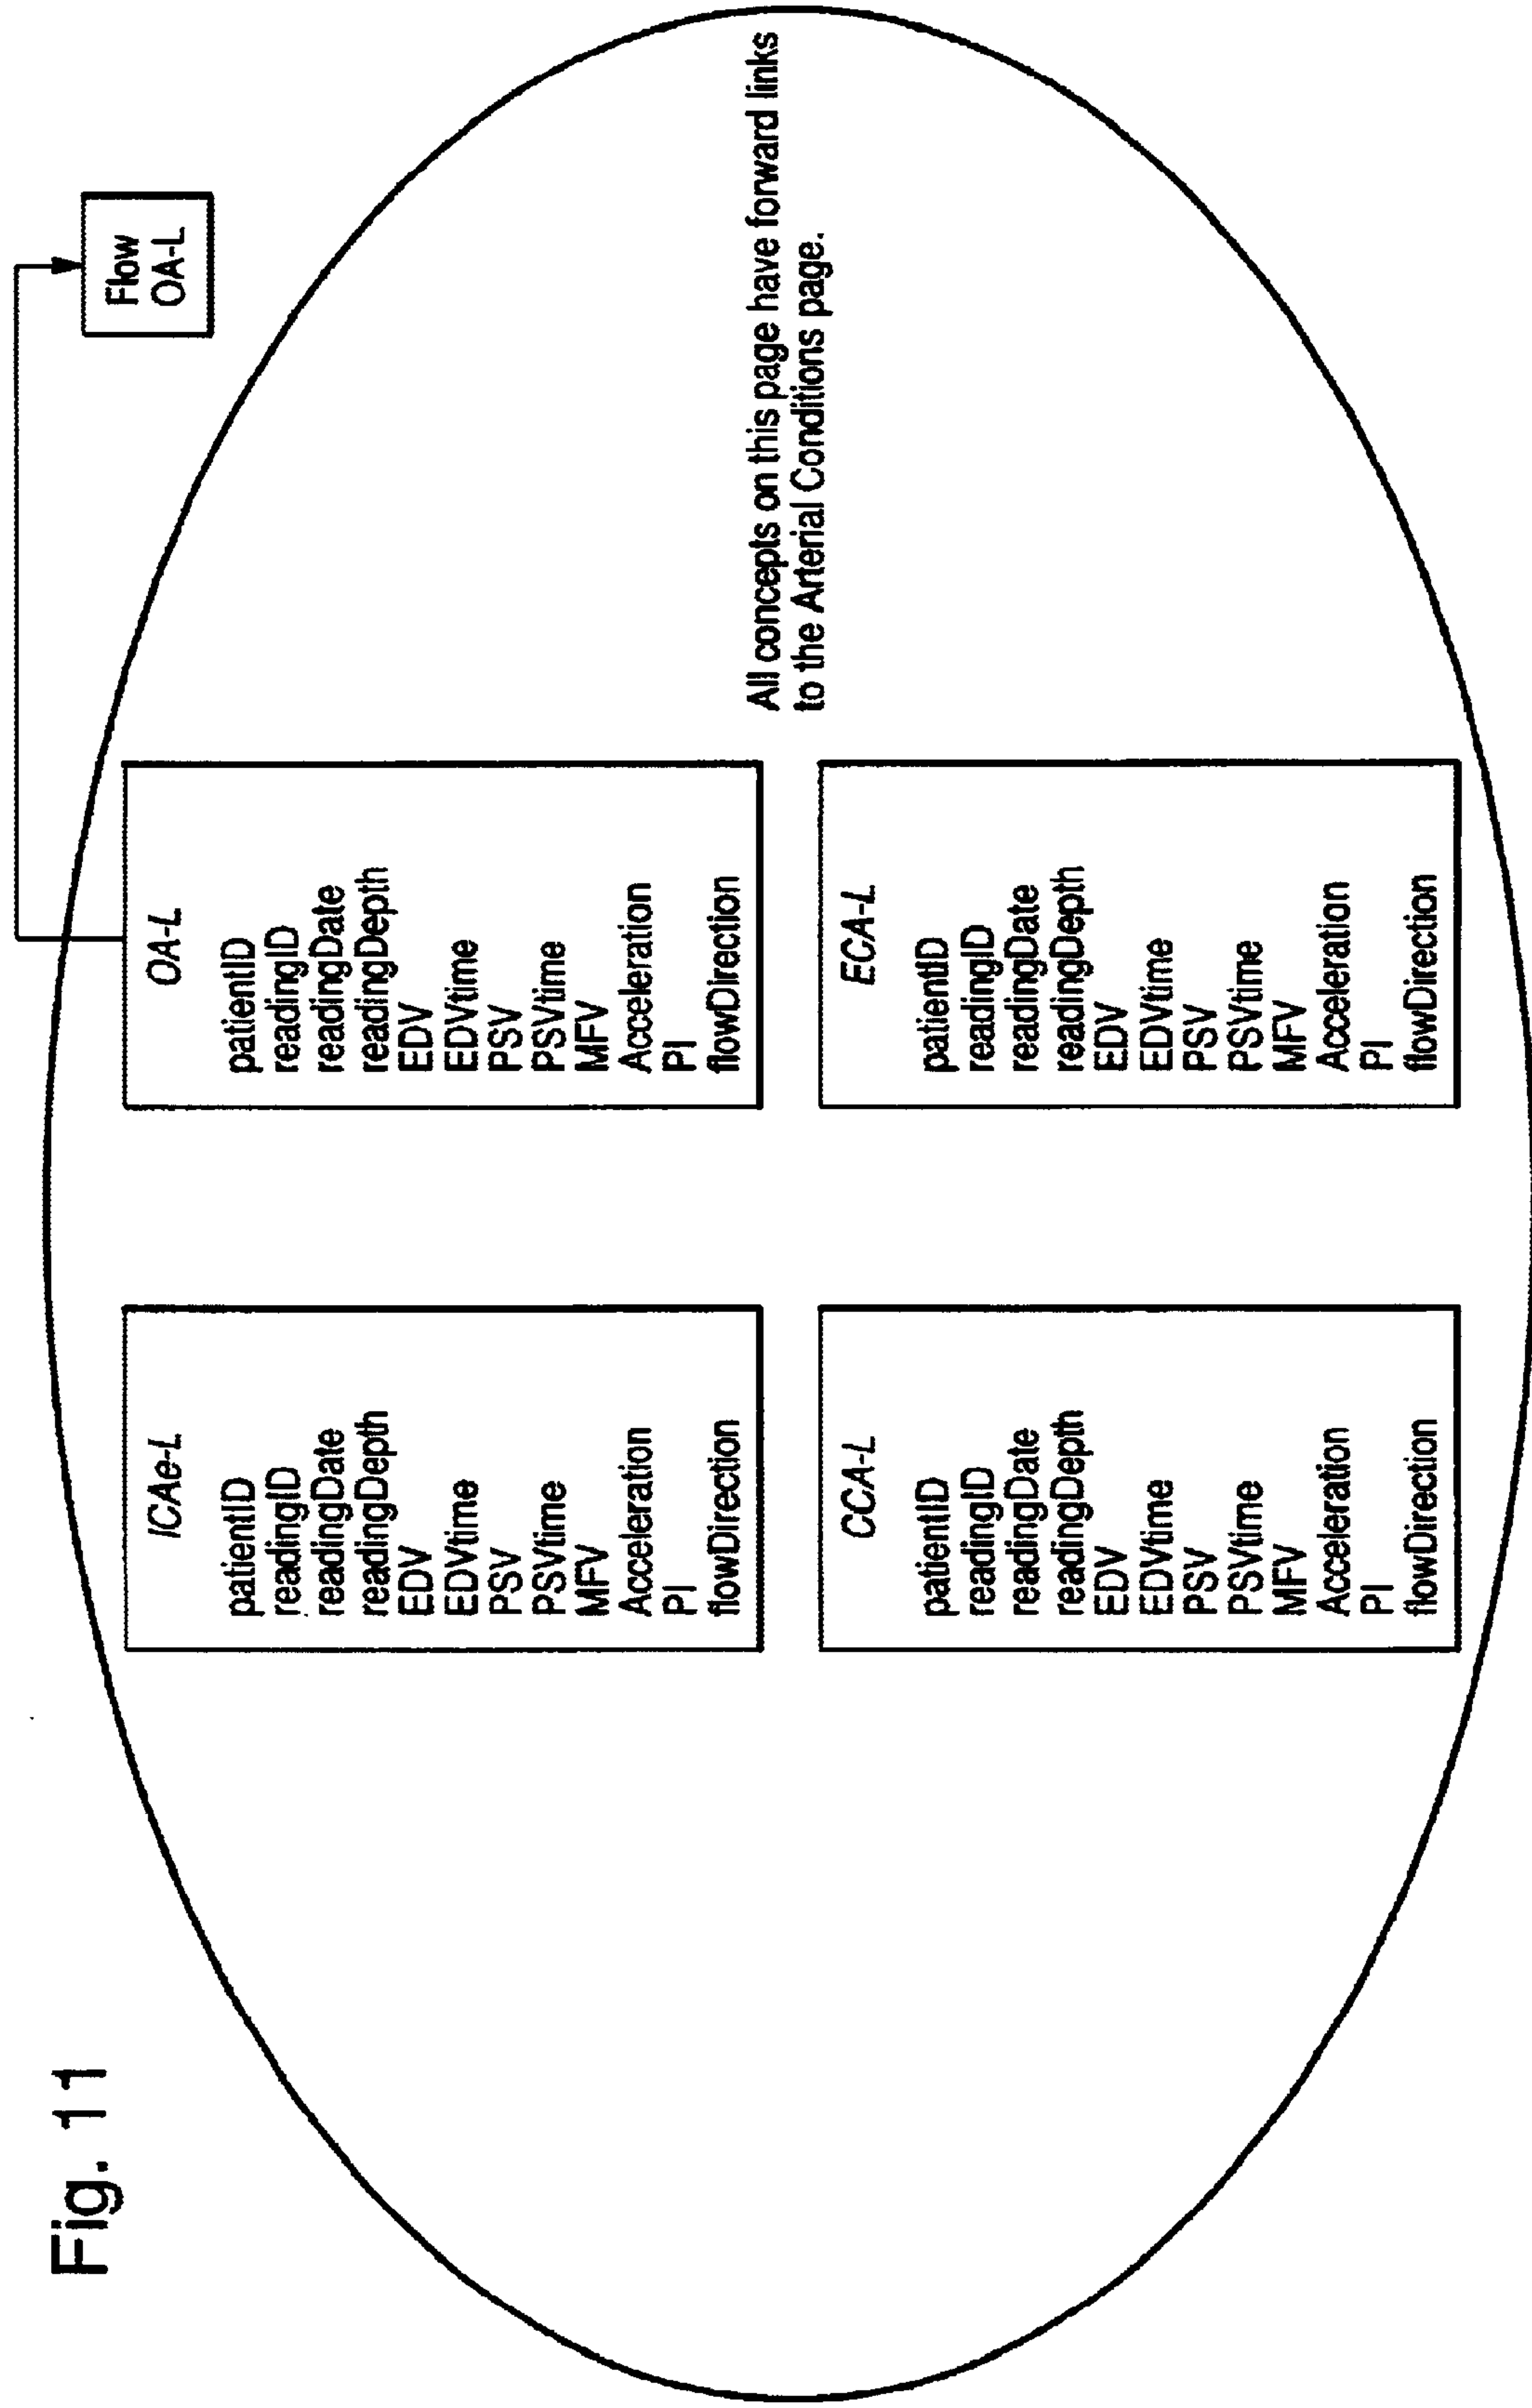 Fig. 11
Flow
OA-L
ICAe-L
patientID
readingID
readingDate
readingDepth
EDV
EDVtime
PSV
PSVtime
MFV
Acceleration
PI
flowDirection
OA-L
patientID
readingID
readingDate
readingDepth
EDV
EDVtime
PSV
PSVtime
MFV
Acceleration
PI
flowDirection
CCA-L
patientID
readingID
readingDate
readingDepth
EDV
EDVtime
PSV
PSVtime
MFV
Acceleration
PI
flowDirection
ECA-L
patientID
readingID
readingDate
readingDepth
EDV
EDVtime
PSV
PSVtime
MFV
Acceleration
PI
flowDirection
All concepts on this page have forward links
to the Arterial Conditions page.